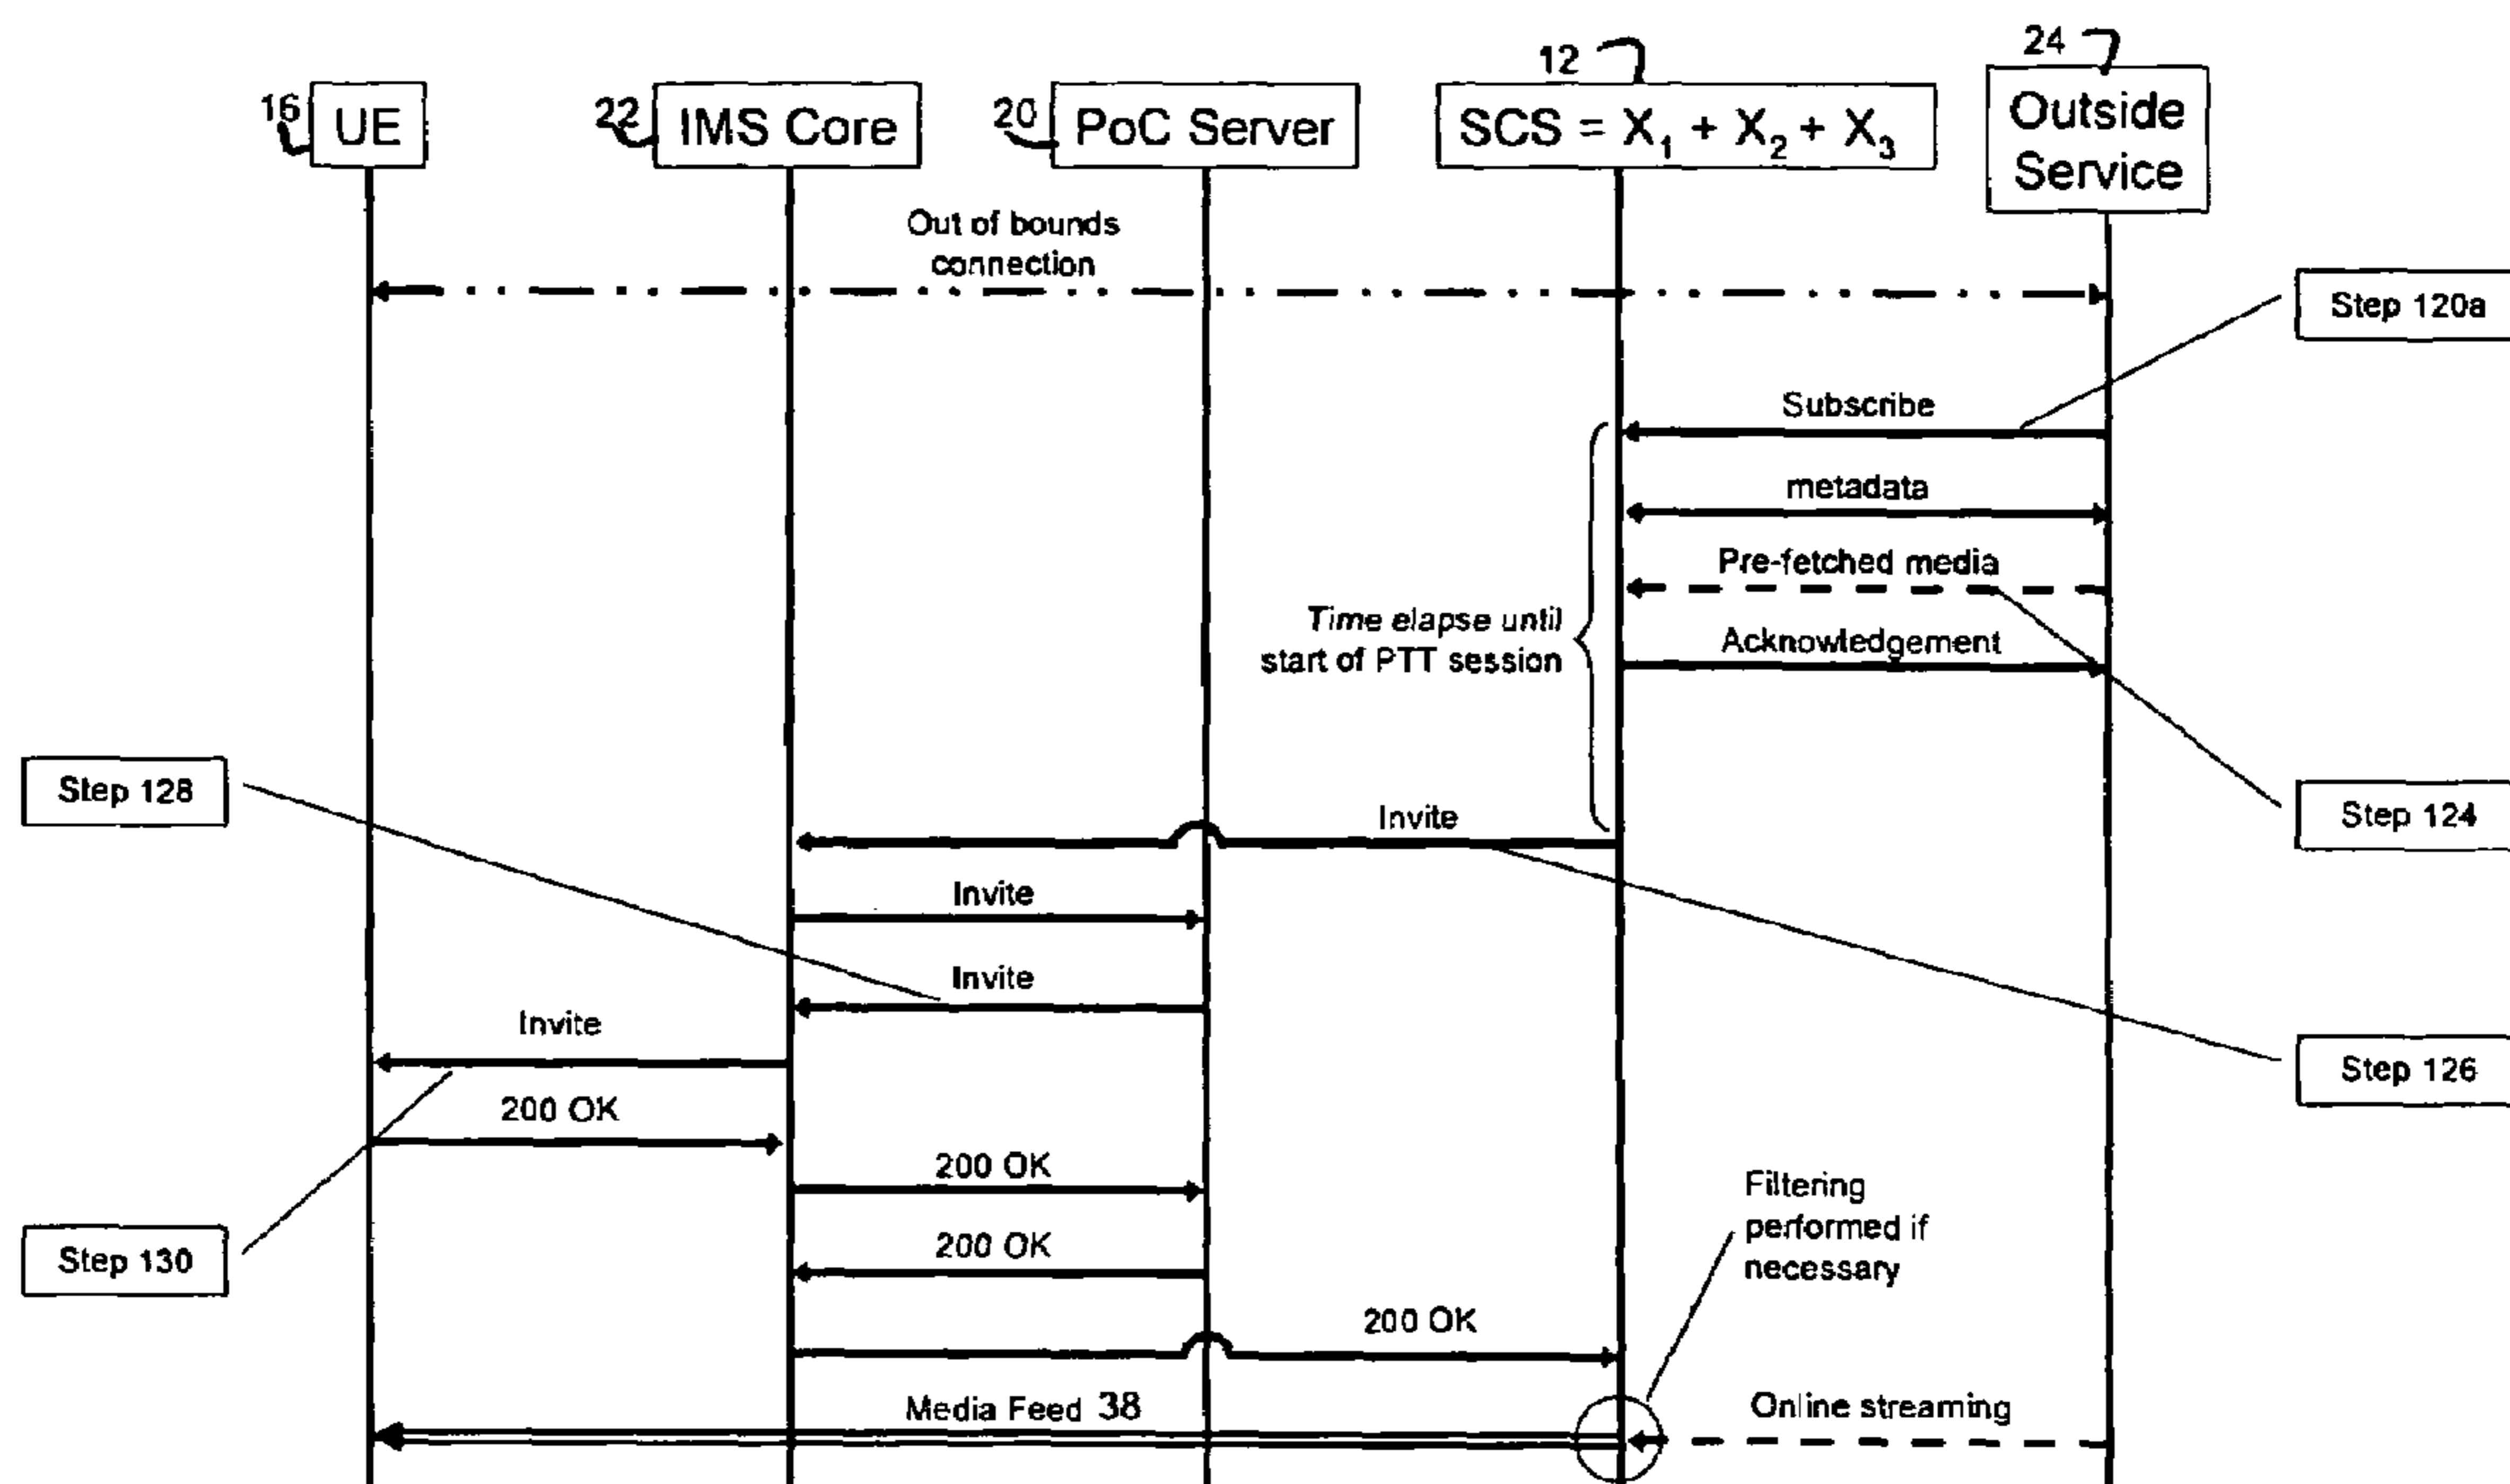 16
UE
22
IMS Core
20
PoC Server
12
SCS = X1 + X2 + X3
24
Outside
Service
Out of bounds
connection
Step 120a
Subscribe
metadata
Pre-fetched media
Time elapse until
start of PTT session
Acknowledgement
Step 128
Step 124
Invite
Invite
Invite
Invite
Step 126
200 OK
200 OK
Filtering
performed if
necessary
Step 130
200 OK
200 OK
Media Feed 38
Online streaming